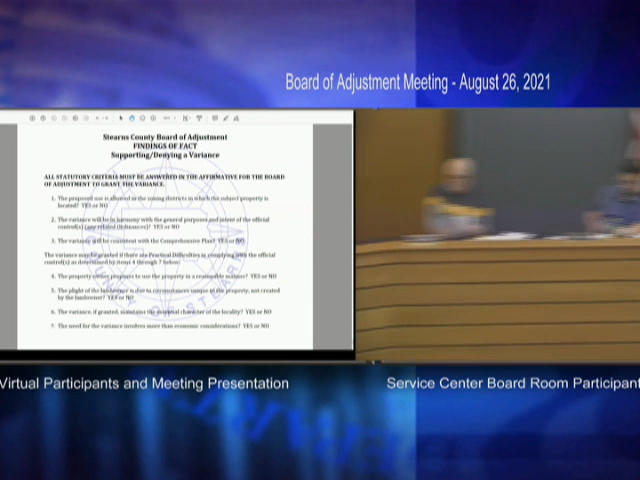 Board of Adjustment Meeting - August 26, 2021
Stearns County Board of Adjustment
FINDINGS OF FACT
Supporting/Denying a Variance
ALL STATUTORY CRITERIA MUST BE ANSWERED IN THE AFFIRMATIVE FOR THE BOARD
OF ADJUSTMENT TO GRANT THE VARIANCE.
1. The proposed use is allowed in the zoning districts in which the subject property is
located? YES or NO
2. The variance will be in harmony with the general purposes and intent of the official
control(s) (any related Ordinances)? YES or NO
3. The variance will be consistent with the Comprehensive Plan? YES or NO
The variance may be granted if there are Practical Difficulties in complying with the official
control(s) as determined by items 4 through 7 below:
4. The property owner proposes to use the property in a reasonable manner? YES or NO
5. The plight of the landowner is due to circumstances unique to the property, not created
by the landowner? YES or NO
6. The variance, if granted, maintains the essential character of the locality? YES or NO
7. The need for the variance involves more than economic considerations? YES or NO
Virtual Participants and Meeting Presentation
Service Center Board Room Participant